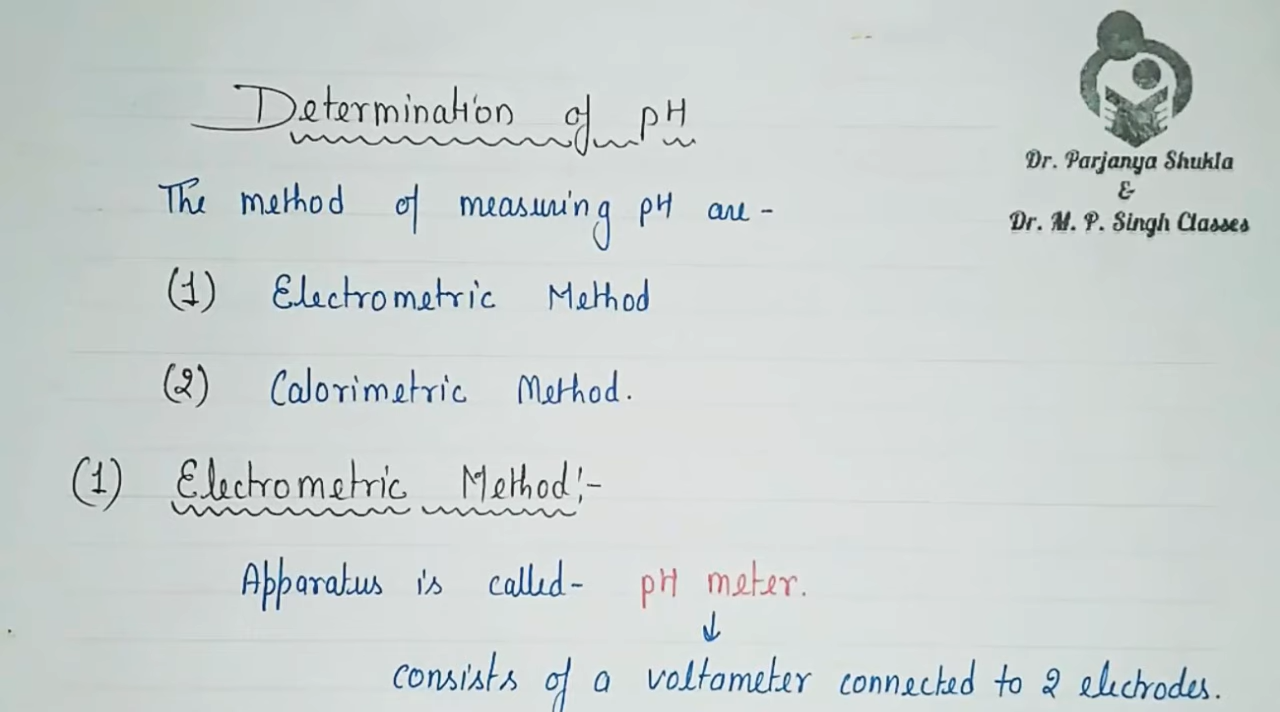 Determination of pH
Dr. Parjanya Shukla
&
Dr. M. P. Singh Classes
The method of measuring pH are -
(1) Electrometric Method
(2) Calorimetric Method.
(1) Electrometric Method:-
Apparatus is called- pH meter.
↓
consists of a voltameter connected to 2 electrodes.